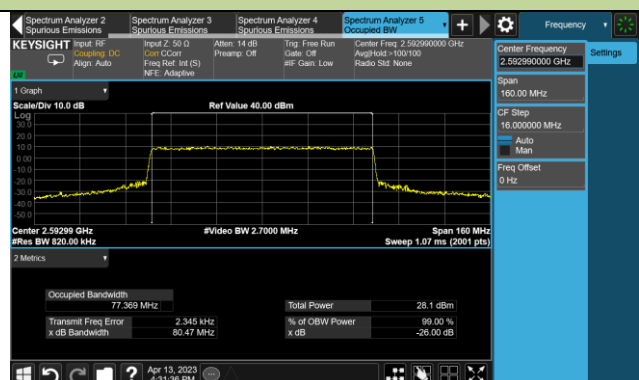 Spectrum Analyzer 2
Spurious Emissions
Spectrum Analyzer 3
Spurious Emissions
Spectrum Analyzer 4
Spurious Emissions
Spectrum Analyzer 5
Occupied BW
Frequency
KEYSIGHT
Input: RF
Coupling: DC
Align: Auto
Input Z: 50 Ω
Corr CCorr
Freq Ref: Int (S)
NFE: Adaptive
Atten: 14 dB
Preamp: Off
Trig: Free Run
Gate: Off
#IF Gain: Low
Center Freq: 2.592990000 GHz
Avg|Hold:>100/100
Radio Std: None
Center Frequency
2.592990000 GHz
Settings
Span
160.00 MHz
CF Step
16.000000 MHz
Auto
Man
Freq Offset
0 Hz
1 Graph
Scale/Div 10.0 dB
Ref Value 40.00 dBm
Log
30.0
20.0
10.0
0.00
-10.0
-20.0
-30.0
-40.0
-50.0
Center 2.59299 GHz
#Video BW 2.7000 MHz
Span 160 MHz
#Res BW 820.00 kHz
Sweep 1.07 ms (2001 pts)
2 Metrics
Occupied Bandwidth
77.369 MHz
Total Power
28.1 dBm
Transmit Freq Error
2.345 kHz
% of OBW Power
99.00 %
x dB Bandwidth
80.47 MHz
x dB
-26.00 dB
Apr 13, 2023
4:31:36 PM